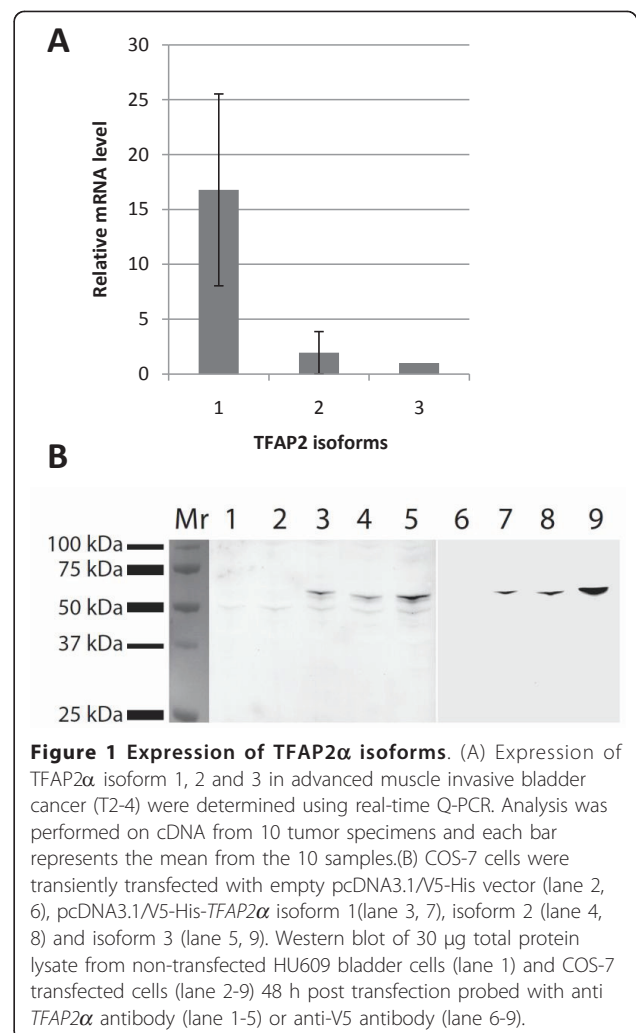 A
30
25
20
15
10
5
0
Relative mRNA level
1 2 3
TFAP2 isoforms
B
Mr 1 2 3 4 5 6 7 8 9
100 kDa
75 kDa
50 kDa
37 kDa
25 kDa
Figure 1 Expression of TFAP2α isoforms. (A) Expression of
TFAP2α isoform 1, 2 and 3 in advanced muscle invasive bladder
cancer (T2-4) were determined using real-time Q-PCR. Analysis was
performed on cDNA from 10 tumor specimens and each bar
represents the mean from the 10 samples.(B) COS-7 cells were
transiently transfected with empty pcDNA3.1/V5-His vector (lane 2,
6), pcDNA3.1/V5-His-TFAP2α isoform 1(lane 3, 7), isoform 2 (lane 4,
8) and isoform 3 (lane 5, 9). Western blot of 30 μg total protein
lysate from non-transfected HU609 bladder cells (lane 1) and COS-7
transfected cells (lane 2-9) 48 h post transfection probed with anti
TFAP2α antibody (lane 1-5) or anti-V5 antibody (lane 6-9).